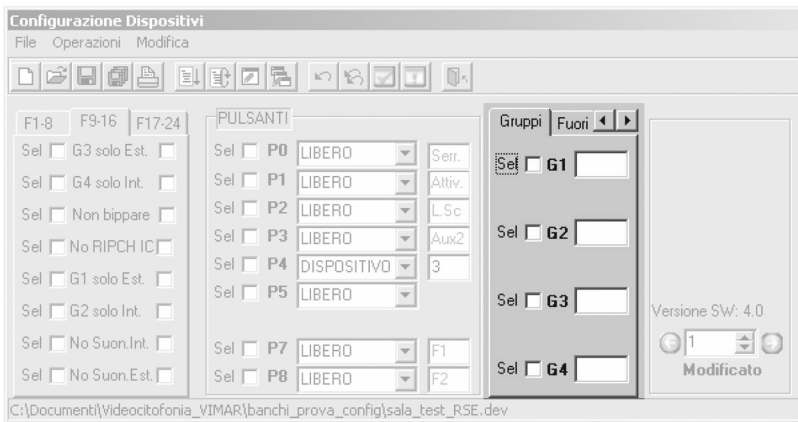 Configurazione Dispositivi
File Operazioni Modifica
F1-8 F9-16 F17-24
Sel G3 solo Est.
Sel G4 solo Int.
Sel Non bippare
Sel No RIPCH IC
Sel G1 solo Est.
Sel G2 solo Int.
Sel No Suon.Int.
Sel No Suon.Est.
PULSANTI
Sel P0 LIBERO Serr.
Sel P1 LIBERO Attiv.
Sel P2 LIBERO L.Sc
Sel P3 LIBERO Aux2
Sel P4 DISPOSITIVO 3
Sel P5 LIBERO
Sel P7 LIBERO F1
Sel P8 LIBERO F2
Gruppi Fuori
Sel G1
Sel G2
Sel G3
Sel G4
Versione SW: 4.0
1
Modificato
C:\Documenti\Videocitofonia_VIMAR\banchi_prova_config\sala_test_RSE.dev